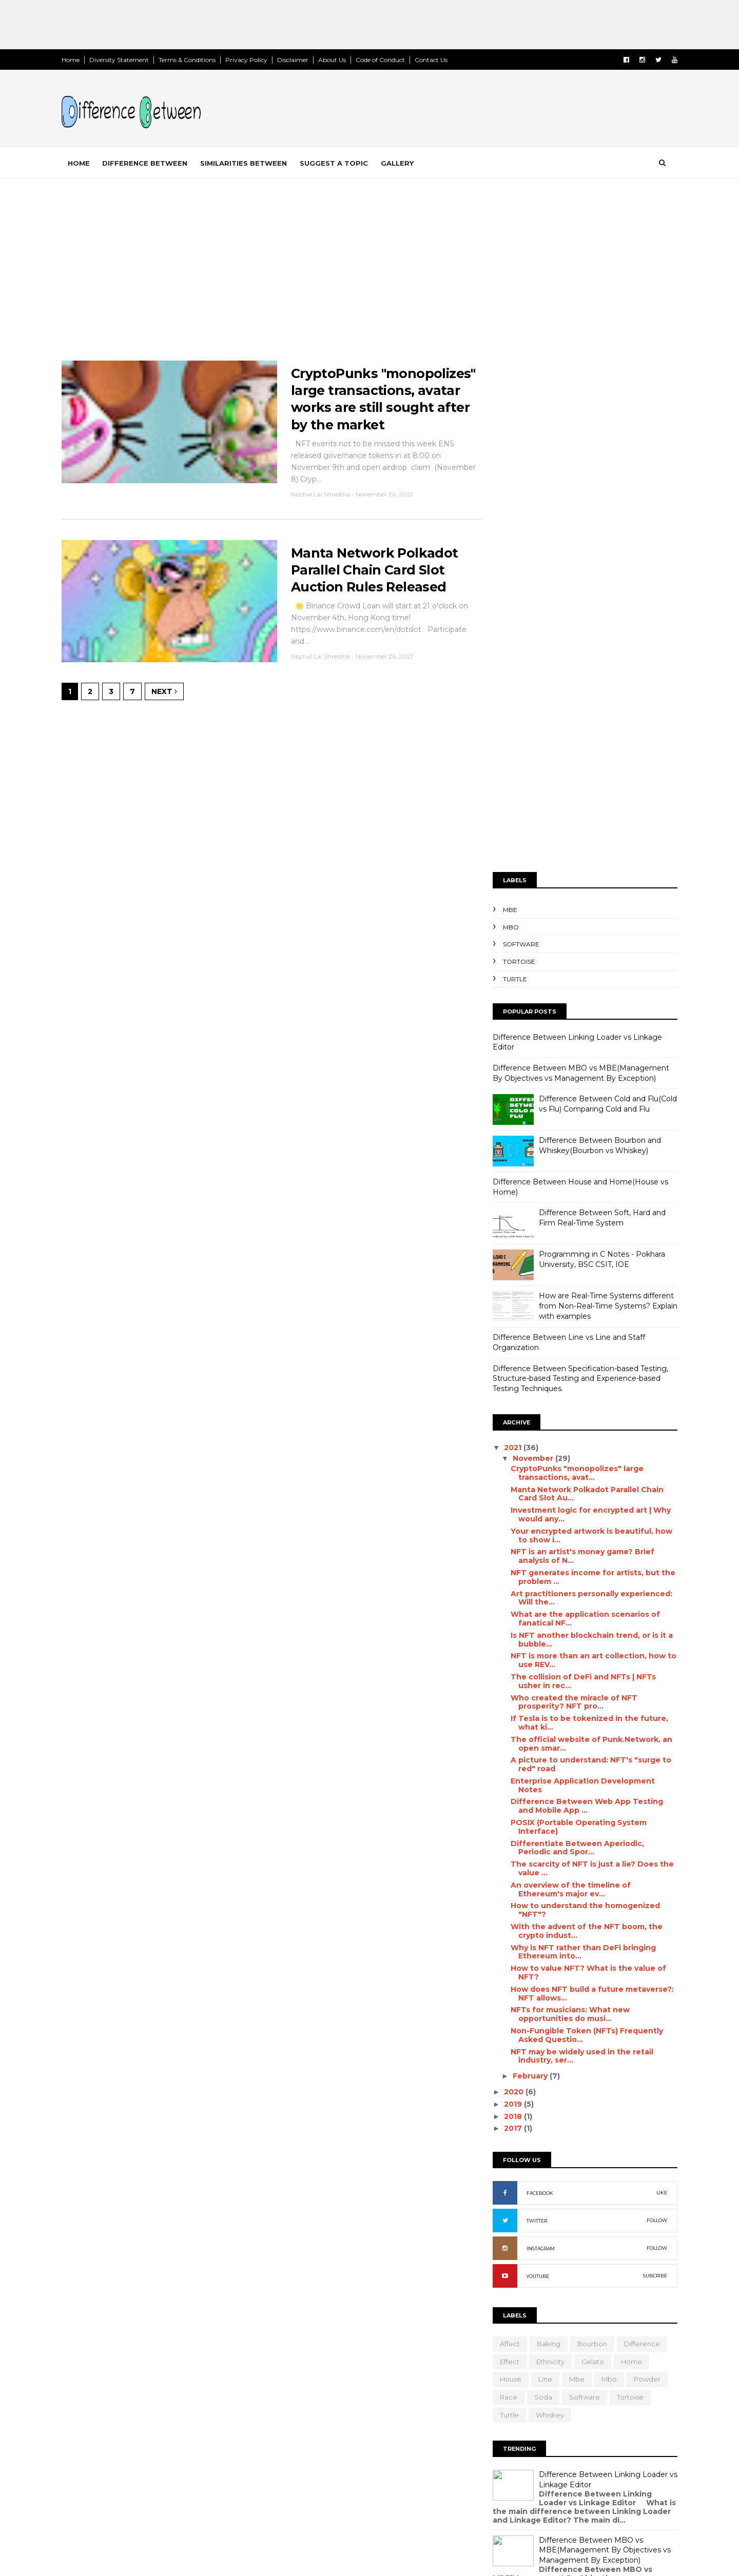 Home
Diversity Statement
Terms & Conditions
Privacy Policy
Disclaimer
About Us
Code of Conduct
Contact Us
Difference Between
HOME
DIFFERENCE BETWEEN
SIMILARITIES BETWEEN
SUGGEST A TOPIC
GALLERY
CryptoPunks "monopolizes"
large transactions, avatar
works are still sought after
by the market
NFT events not to be missed this week ENS
released governance tokens in at 8:00 on
November 9th and open airdrop claim (November
8) Cryp...
Nischal Lal Shrestha - November 26, 2021
Manta Network Polkadot
Parallel Chain Card Slot
Auction Rules Released
🌟 Binance Crowd Loan will start at 21 o'clock on
November 4th, Hong Kong time!
https://www.binance.com/en/dotslot Participate
and...
Nischal Lal Shrestha - November 26, 2021
1 2 3 7 NEXT ›
LABELS
MBE
MBO
SOFTWARE
TORTOISE
TURTLE
POPULAR POSTS
Difference Between Linking Loader vs Linkage
Editor
Difference Between MBO vs MBE(Management
By Objectives vs Management By Exception)
Difference Between Cold and Flu(Cold
vs Flu) Comparing Cold and Flu
Difference Between Bourbon and
Whiskey(Bourbon vs Whiskey)
Difference Between House and Home(House vs
Home)
Difference Between Soft, Hard and
Firm Real-Time System
Programming in C Notes - Pokhara
University, BSC CSIT, IOE
How are Real-Time Systems different
from Non-Real-Time Systems? Explain
with examples
Difference Between Line vs Line and Staff
Organization
Difference Between Specification-based Testing,
Structure-based Testing and Experience-based
Testing Techniques.
ARCHIVE
▼ 2021 (36)
▼ November (29)
CryptoPunks "monopolizes" large
transactions, avat...
Manta Network Polkadot Parallel Chain
Card Slot Au...
Investment logic for encrypted art | Why
would any...
Your encrypted artwork is beautiful, how
to show i...
NFT is an artist's money game? Brief
analysis of N...
NFT generates income for artists, but the
problem ...
Art practitioners personally experienced:
Will the...
What are the application scenarios of
fanatical NF...
Is NFT another blockchain trend, or is it a
bubble...
NFT is more than an art collection, how to
use REV...
The collision of DeFi and NFTs | NFTs
usher in rec...
Who created the miracle of NFT
prosperity? NFT pro...
If Tesla is to be tokenized in the future,
what ki...
The official website of Punk.Network, an
open smar...
A picture to understand: NFT's "surge to
red" road
Enterprise Application Development
Notes
Difference Between Web App Testing
and Mobile App ...
POSIX (Portable Operating System
Interface)
Differentiate Between Aperiodic,
Periodic and Spor...
The scarcity of NFT is just a lie? Does the
value ...
An overview of the timeline of
Ethereum's major ev...
How to understand the homogenized
"NFT"?
With the advent of the NFT boom, the
crypto indust...
Why is NFT rather than DeFi bringing
Ethereum into...
How to value NFT? What is the value of
NFT?
How does NFT build a future metaverse?:
NFT allows...
NFTs for musicians: What new
opportunities do musi...
Non-Fungible Token (NFTs) Frequently
Asked Questio...
NFT may be widely used in the retail
industry, ser...
► February (7)
► 2020 (6)
► 2019 (5)
► 2018 (1)
► 2017 (1)
FOLLOW US
FACEBOOK LIKE
TWITTER FOLLOW
INSTAGRAM FOLLOW
YOUTUBE SUBCRIBE
LABELS
Affect Baking Bourbon Difference
Effect Ethnicity Gelato Home
House Line Mbe Mbo Powder
Race Soda Software Tortoise
Turtle Whiskey
TRENDING
Difference Between Linking Loader vs
Linkage Editor
Difference Between Linking
Loader vs Linkage Editor What is
the main difference between Linking Loader
and Linkage Editor? The main di...
Difference Between MBO vs
MBE(Management By Objectives vs
Management By Exception)
Difference Between MBO vs